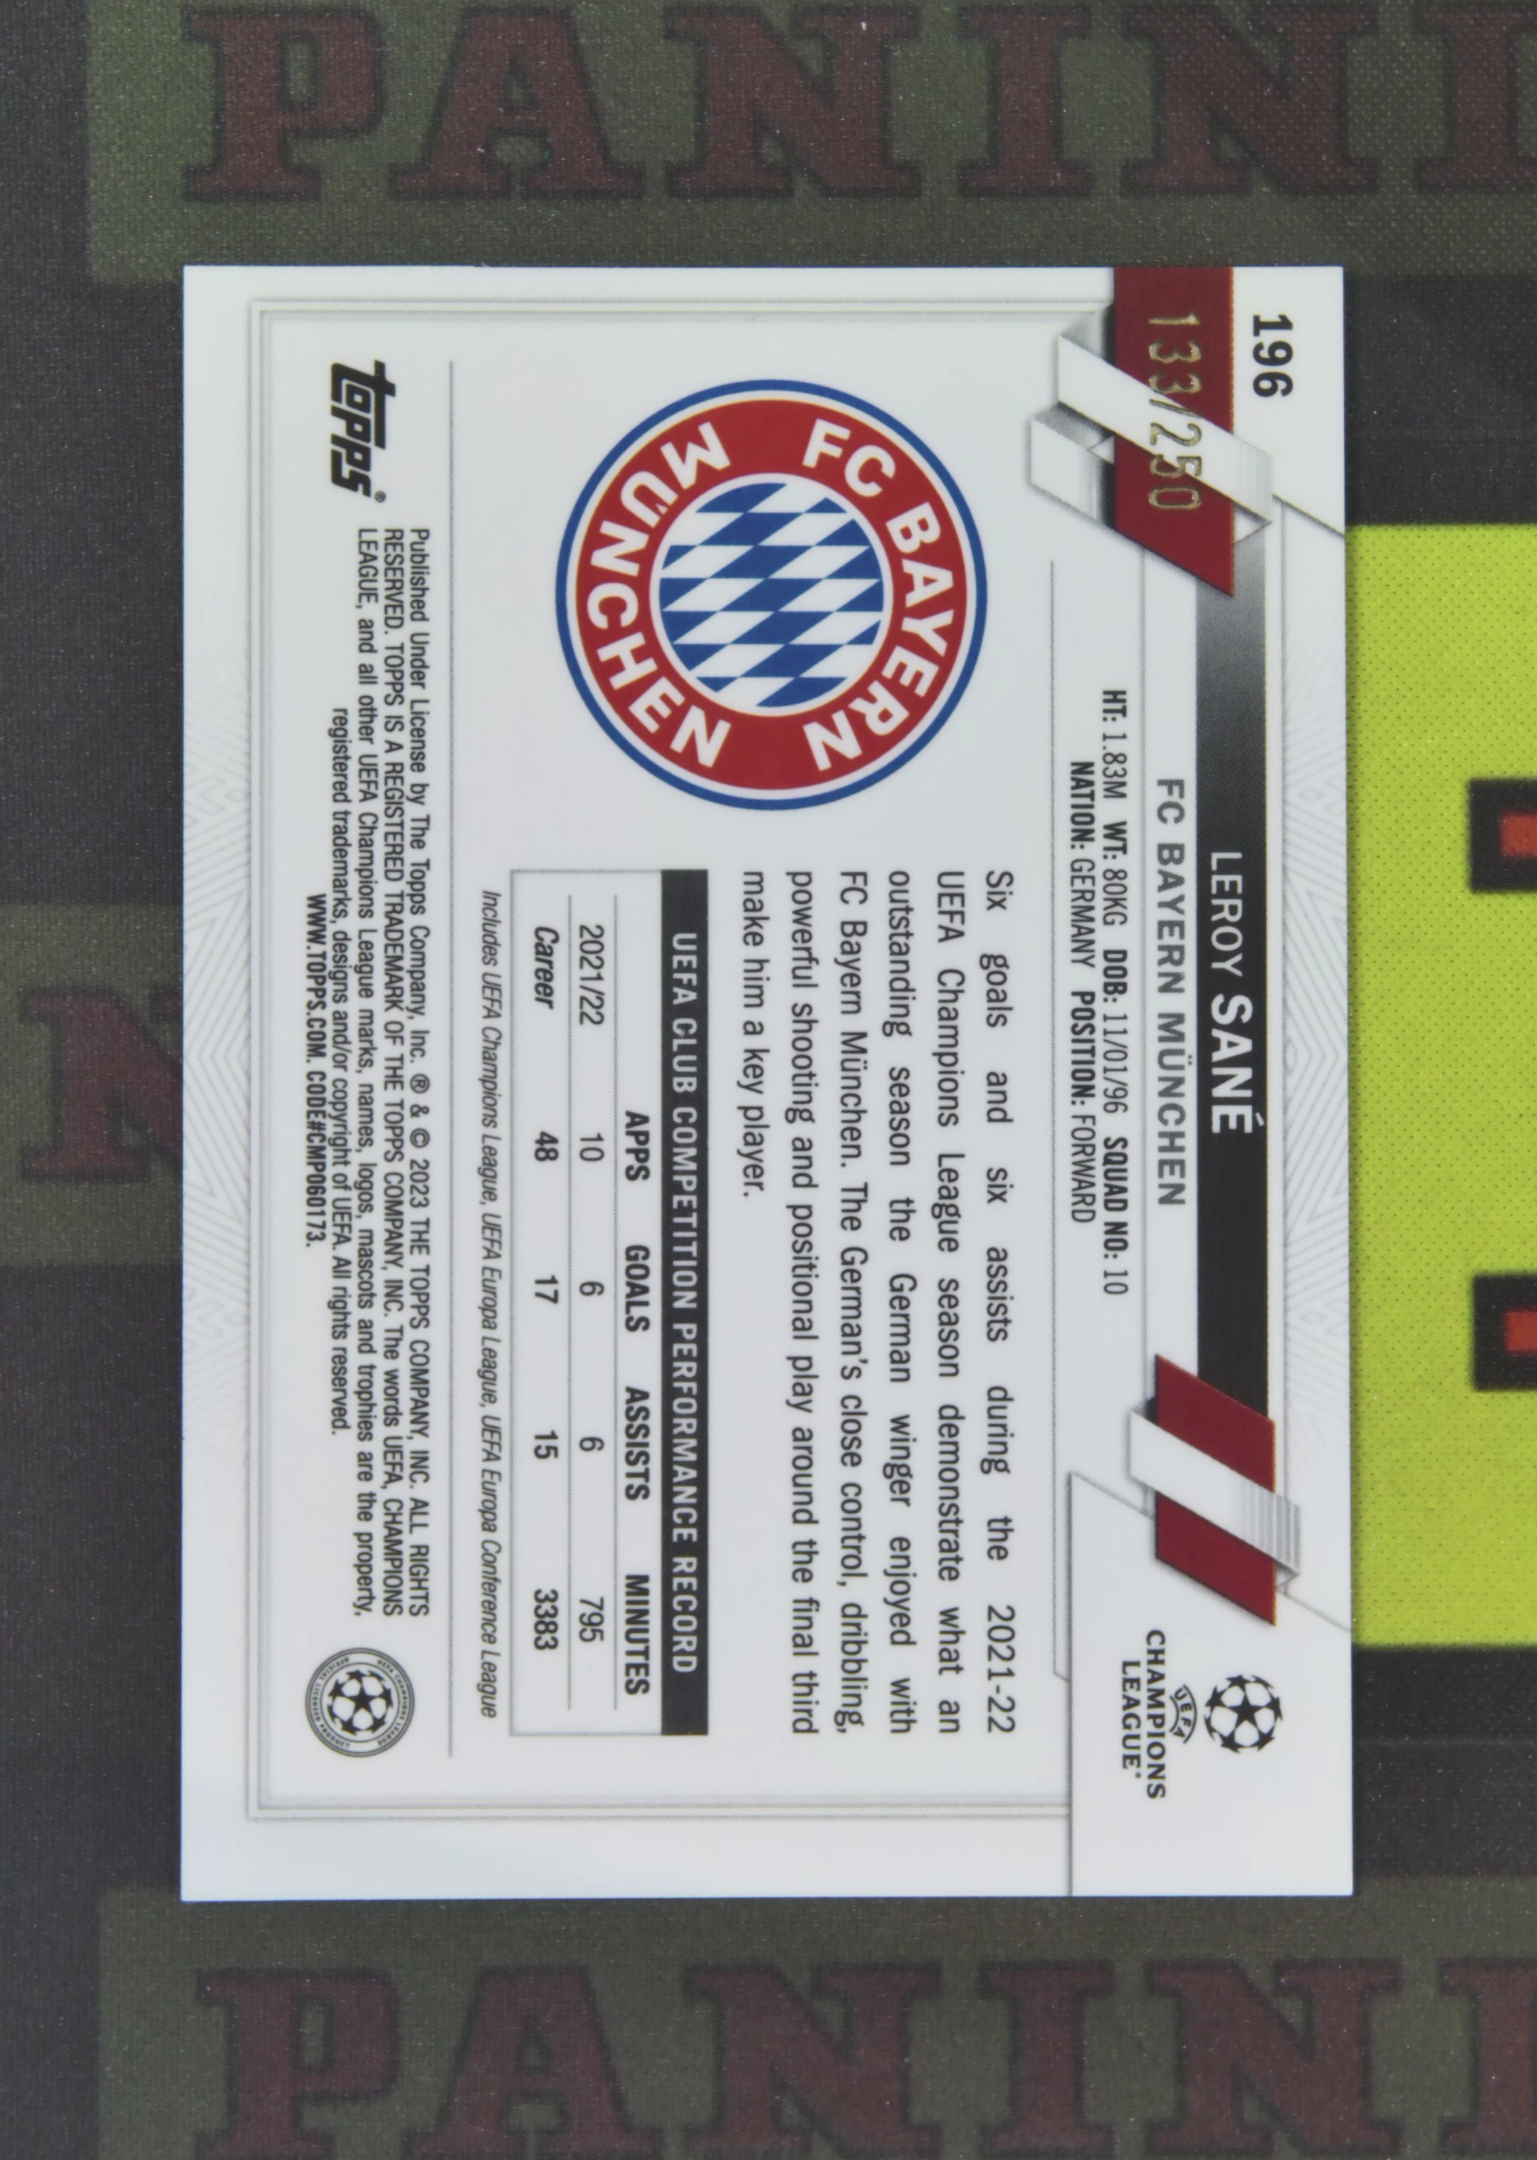 PANINI
196
133/250
LEROY SANÉ
FC BAYERN MÜNCHEN
HT: 1.83M WT: 80KG DOB: 11/01/96 SQUAD NO: 10
NATION: GERMANY POSITION: FORWARD
UEFA
CHAMPIONS
LEAGUE®
FC BAYERN
MÜNCHEN
Six goals and six assists during the 2021-22
UEFA Champions League season demonstrate what an
outstanding season the German winger enjoyed with
FC Bayern München. The German's close control, dribbling,
powerful shooting and positional play around the final third
make him a key player.
UEFA CLUB COMPETITION PERFORMANCE RECORD
APPS GOALS ASSISTS MINUTES
2021/22 10 6 6 795
Career 48 17 15 3383
Includes UEFA Champions League, UEFA Europa League, UEFA Europa Conference League
topps®
Published Under License by The Topps Company, Inc. ® & © 2023 THE TOPPS COMPANY, INC. ALL RIGHTS
RESERVED. TOPPS IS A REGISTERED TRADEMARK OF THE TOPPS COMPANY, INC. The words UEFA, CHAMPIONS
LEAGUE, and all other UEFA Champions League marks, names, logos, mascots and trophies are the property,
registered trademarks, designs and/or copyright of UEFA. All rights reserved.
WWW.TOPPS.COM. CODE#CMP060173.
UEFA CHAMPIONS LEAGUE
OFFICIAL LICENSED PRODUCT
PANINI